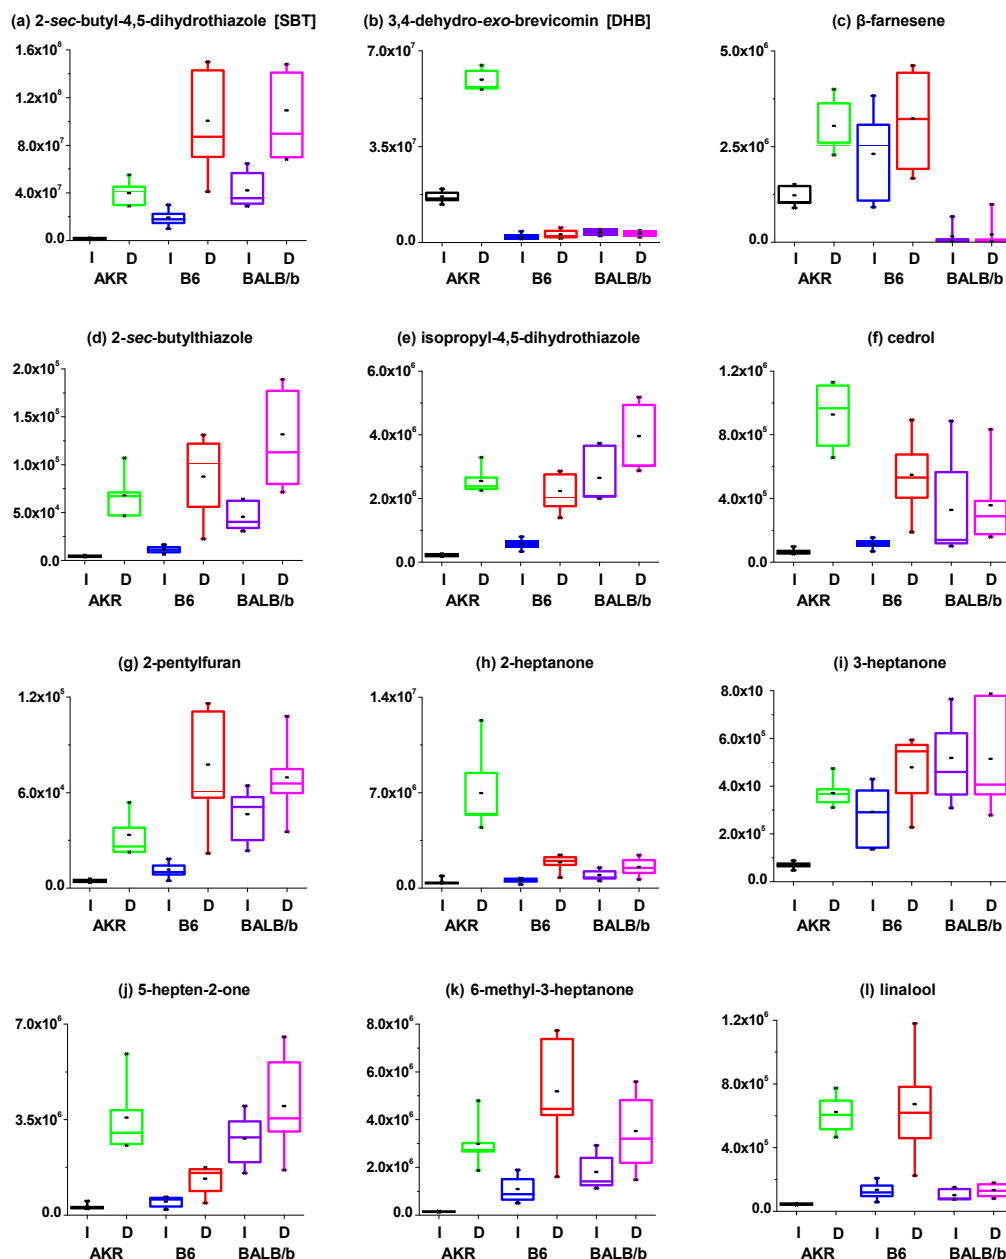 (a) 2-sec-butyl-4,5-dihydrothiazole [SBT]
1.6x10⁸
1.2x10⁸
8.0x10⁷
4.0x10⁷
0.0
I D I D I D
AKR B6 BALB/b
(b) 3,4-dehydro-exo-brevicomin [DHB]
7.0x10⁷
3.5x10⁷
0.0
I D I D I D
AKR B6 BALB/b
(c) β-farnesene
5.0x10⁶
2.5x10⁶
0.0
I D I D I D
AKR B6 BALB/b
(d) 2-sec-butylthiazole
2.0x10⁵
1.5x10⁵
1.0x10⁵
5.0x10⁴
0.0
I D I D I D
AKR B6 BALB/b
(e) isopropyl-4,5-dihydrothiazole
6.0x10⁶
4.0x10⁶
2.0x10⁶
0.0
I D I D I D
AKR B6 BALB/b
(f) cedrol
1.2x10⁶
8.0x10⁵
4.0x10⁵
0.0
I D I D I D
AKR B6 BALB/b
(g) 2-pentylfuran
1.2x10⁵
6.0x10⁴
0.0
I D I D I D
AKR B6 BALB/b
(h) 2-heptanone
1.4x10⁷
7.0x10⁶
0.0
I D I D I D
AKR B6 BALB/b
(i) 3-heptanone
8.0x10
6.0x10⁵
4.0x10⁵
2.0x10⁵
0.0
I D I D I D
AKR B6 BALB/b
(j) 5-hepten-2-one
7.0x10⁶
3.5x10⁶
0.0
I D I D I D
AKR B6 BALB/b
(k) 6-methyl-3-heptanone
8.0x10⁶
6.0x10⁶
4.0x10⁶
2.0x10⁶
0.0
I D I D I D
AKR B6 BALB/b
(l) linalool
1.2x10⁶
8.0x10⁵
4.0x10⁵
0.0
I D I D I D
AKR B6 BALB/b